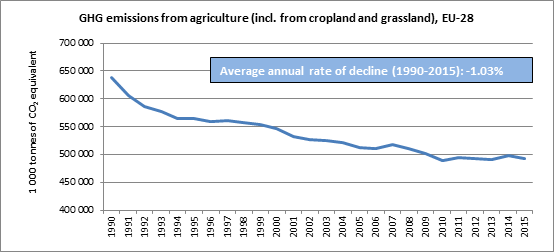 GHG emissions from agriculture (incl. from cropland and grassland), EU-28
Average annual rate of decline (1990-2015): -1.03%
1 000 tonnes of CO₂ equivalent
700 000
650 000
600 000
550 000
500 000
450 000
400 000
1990 1991 1992 1993 1994 1995 1996 1997 1998 1999 2000 2001 2002 2003 2004 2005 2006 2007 2008 2009 2010 2011 2012 2013 2014 2015